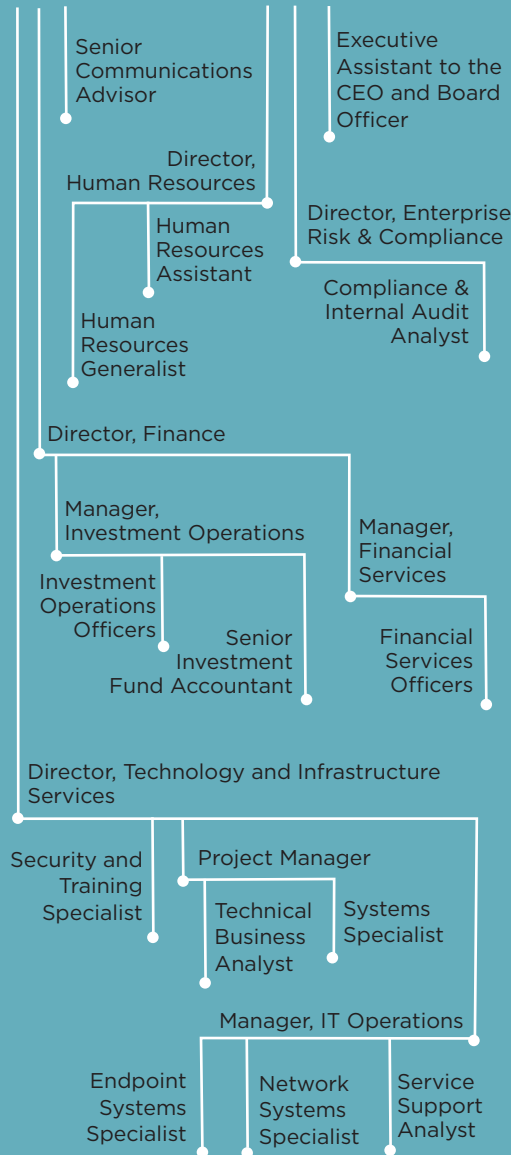 Senior
Communications
Advisor
Executive
Assistant to the
CEO and Board
Officer
Director,
Human Resources
Human
Resources
Assistant
Human
Resources
Generalist
Director, Enterprise
Risk & Compliance
Compliance &
Internal Audit
Analyst
Director, Finance
Manager,
Investment Operations
Investment
Operations
Officers
Senior
Investment
Fund Accountant
Manager,
Financial
Services
Financial
Services
Officers
Director, Technology and Infrastructure
Services
Security and
Training
Specialist
Project Manager
Technical
Business
Analyst
Systems
Specialist
Manager, IT Operations
Endpoint
Systems
Specialist
Network
Systems
Specialist
Service
Support
Analyst